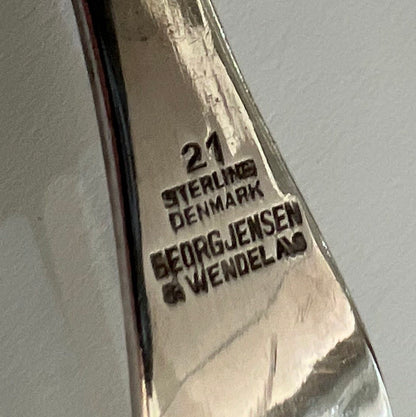 21
STERLING
DENMARK
GEORG JENSEN
& WENDEL A/S